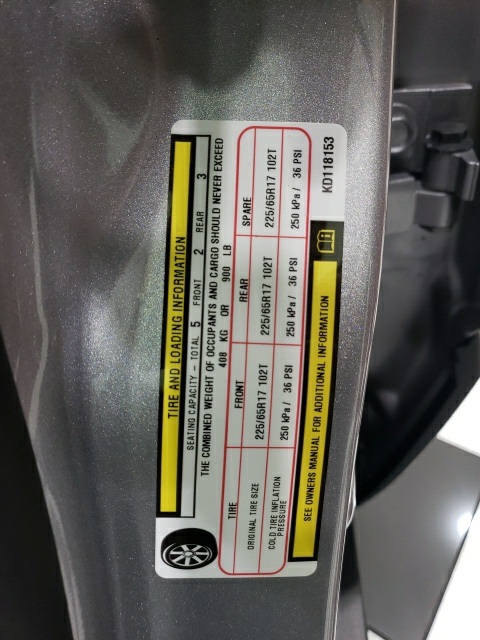 TIRE AND LOADING INFORMATION
SEATING CAPACITY - TOTAL 5 FRONT 2 REAR 3
THE COMBINED WEIGHT OF OCCUPANTS AND CARGO SHOULD NEVER EXCEED
408 KG OR 900 LB
TIRE FRONT REAR SPARE
ORIGINAL TIRE SIZE 225/65R17 102T 225/65R17 102T 225/65R17 102T
COLD TIRE INFLATION PRESSURE 250 kPa / 36 PSI 250 kPa / 36 PSI 250 kPa / 36 PSI
SEE OWNERS MANUAL FOR ADDITIONAL INFORMATION
KD118153